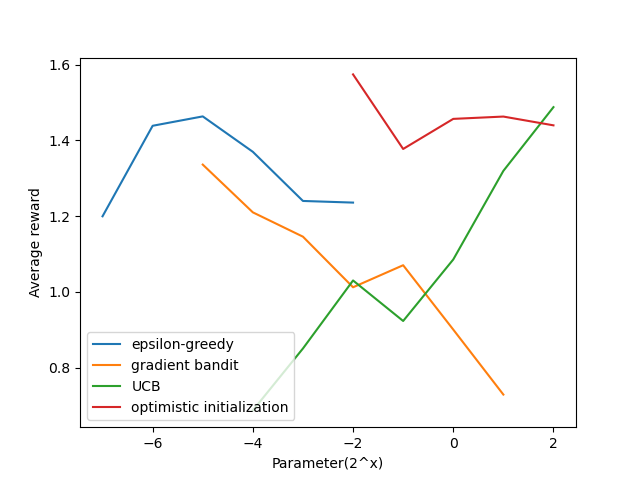 1.6
1.4
1.2
1.0
0.8
Average reward
epsilon-greedy
gradient bandit
UCB
optimistic initialization
−6
−4
−2
0
2
Parameter(2^x)